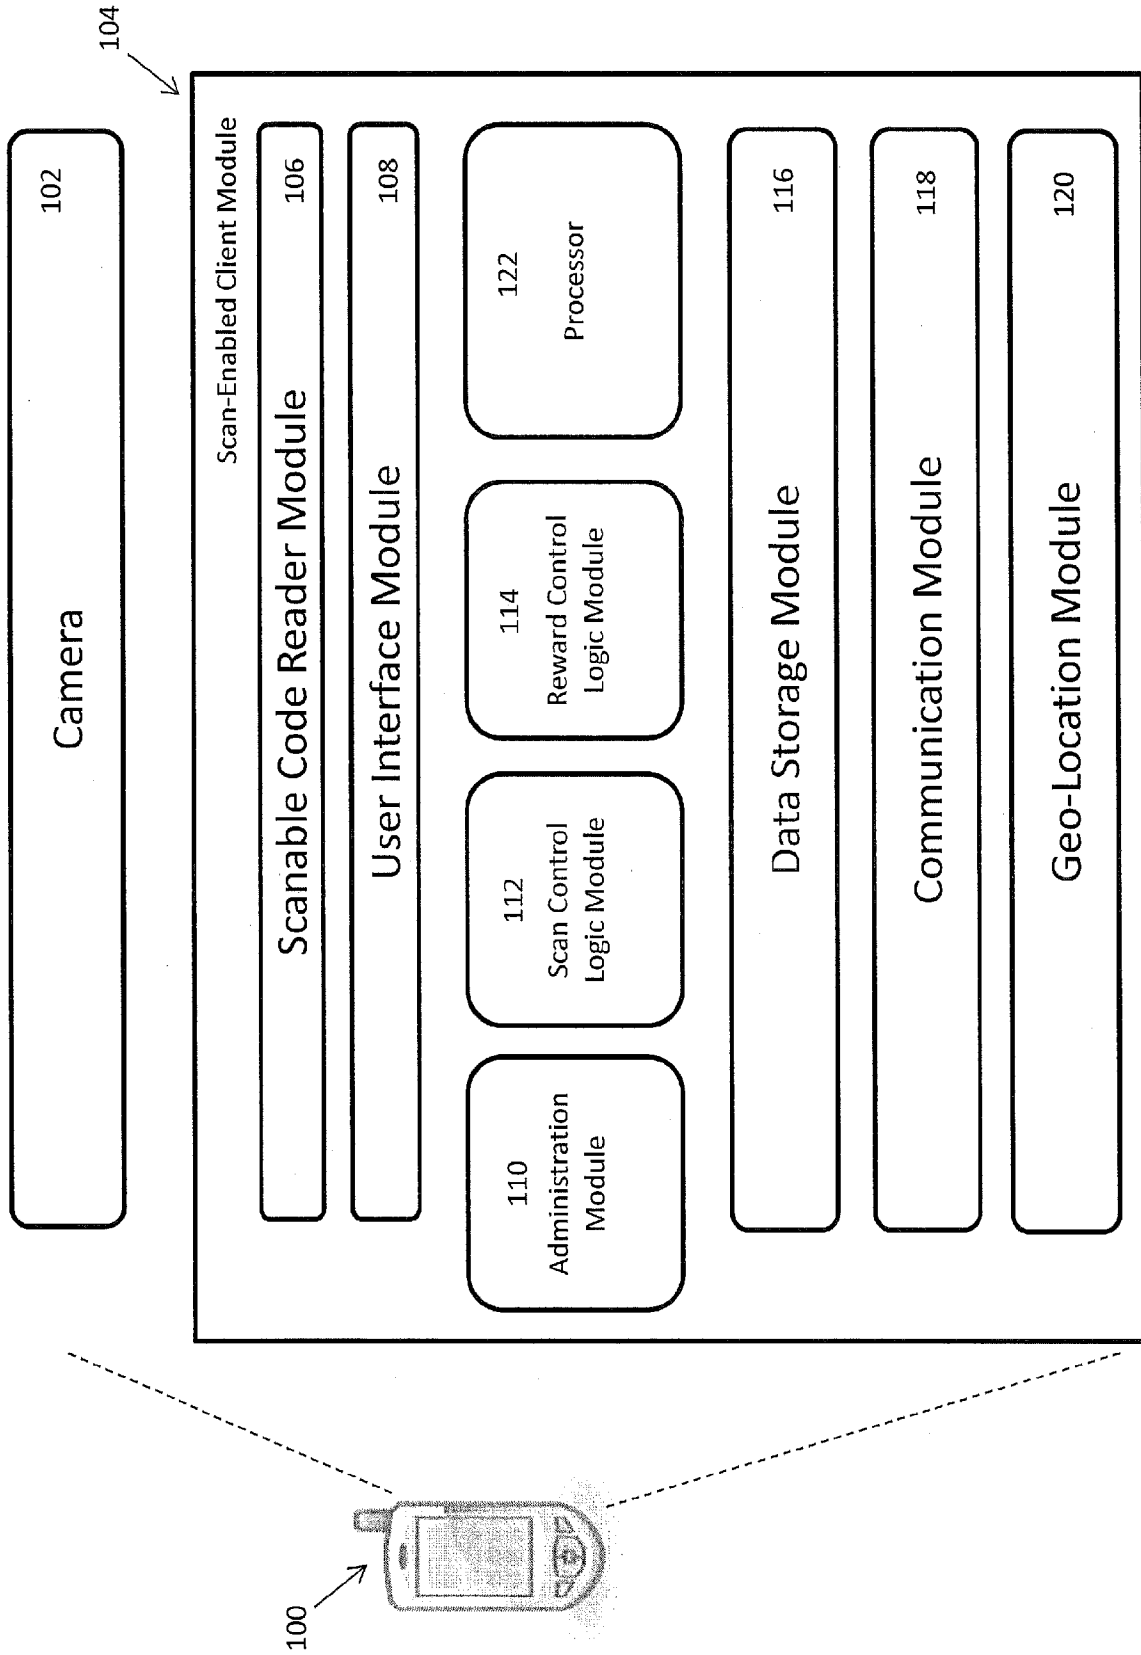 104
Camera
102
Scan-Enabled Client Module
Scanable Code Reader Module
106
User Interface Module
108
110
Administration
Module
112
Scan Control
Logic Module
114
Reward Control
Logic Module
122
Processor
Data Storage Module
116
Communication Module
118
Geo-Location Module
120
100